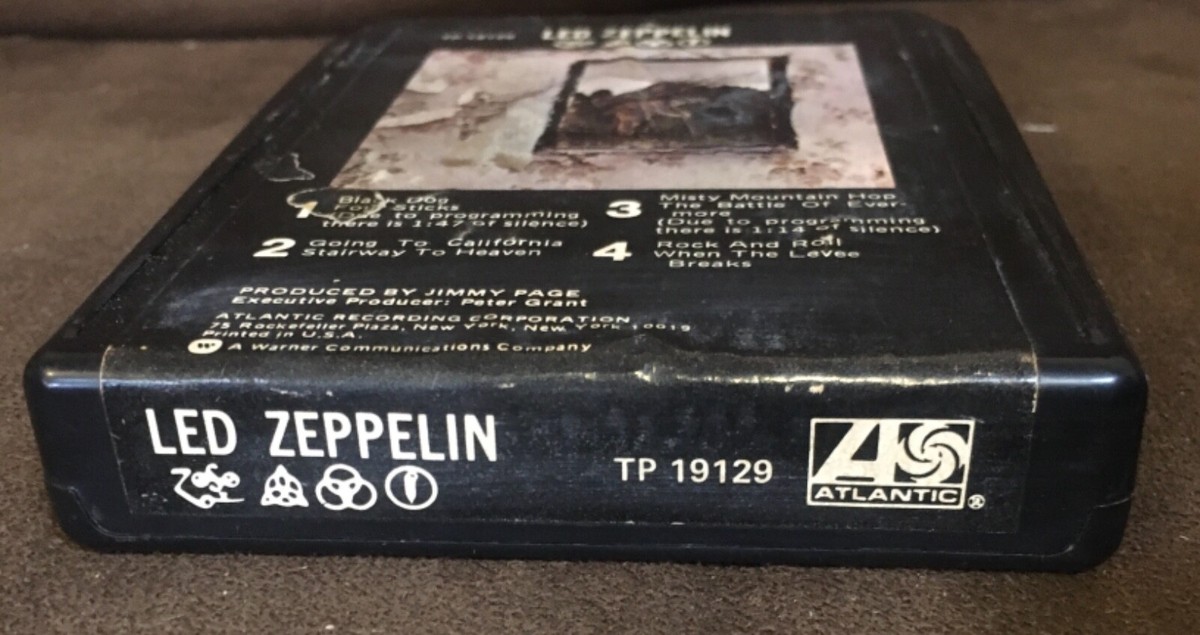 LED ZEPPELIN
1 Black Dog
Four Sticks
(Due to programming
there is 1:47 of silence)
2 Going To California
Stairway To Heaven
3 Misty Mountain Hop
The Battle Of Ever-
more
(Due to programming
there is 1:14 of silence)
4 Rock And Roll
When The Levee
Breaks
PRODUCED BY JIMMY PAGE
Executive Producer: Peter Grant
ATLANTIC RECORDING CORPORATION
75 Rockefeller Plaza, New York, New York 10019
Printed in U.S.A.
A Warner Communications Company
LED ZEPPELIN
TP 19129
ATLANTIC®